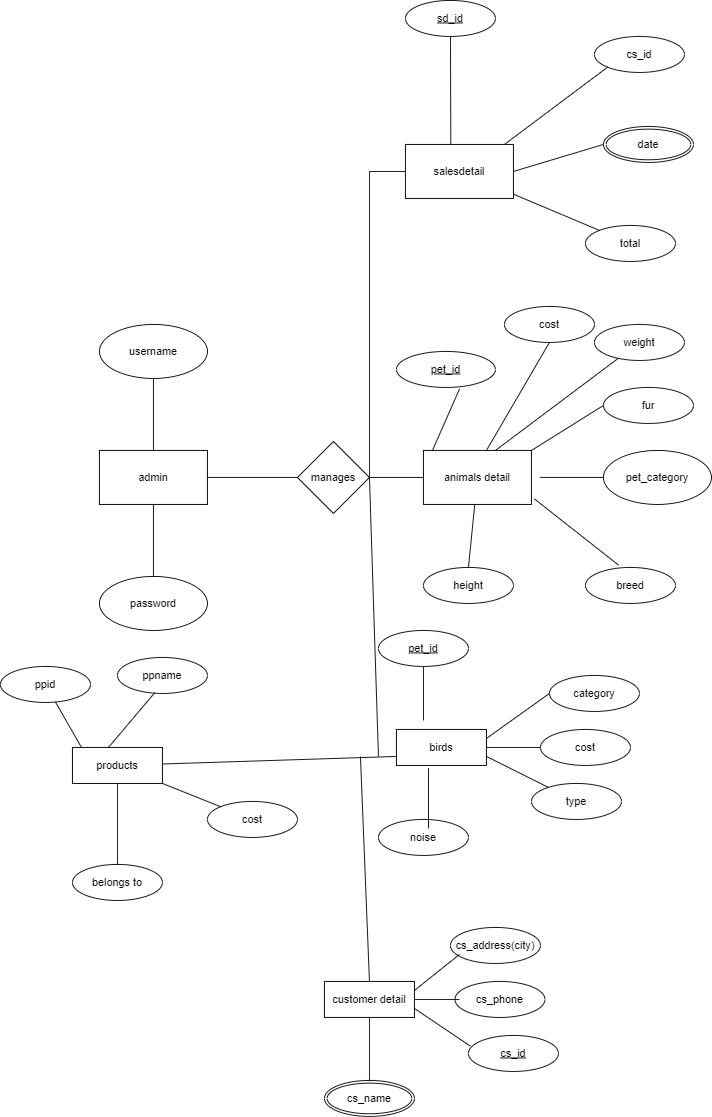 sd_id
cs_id
date
salesdetail
total
cost
username
weight
pet_id
fur
admin
manages
animals detail
pet_category
height
breed
password
pet_id
ppname
ppid
category
birds
cost
products
type
cost
noise
belongs to
cs_address(city)
customer detail
cs_phone
cs_id
cs_name